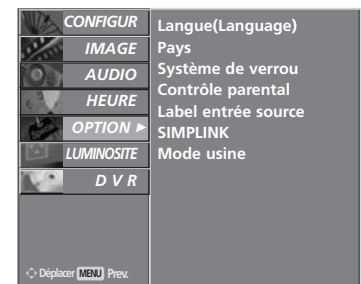 CONFIGUR
IMAGE
AUDIO
HEURE
OPTION ►
LUMINOSITE
D V R
Langue(Language)
Pays
Système de verrou
Contrôle parental
Label entrée source
SIMPLINK
Mode usine
Déplacer MENU Prev.